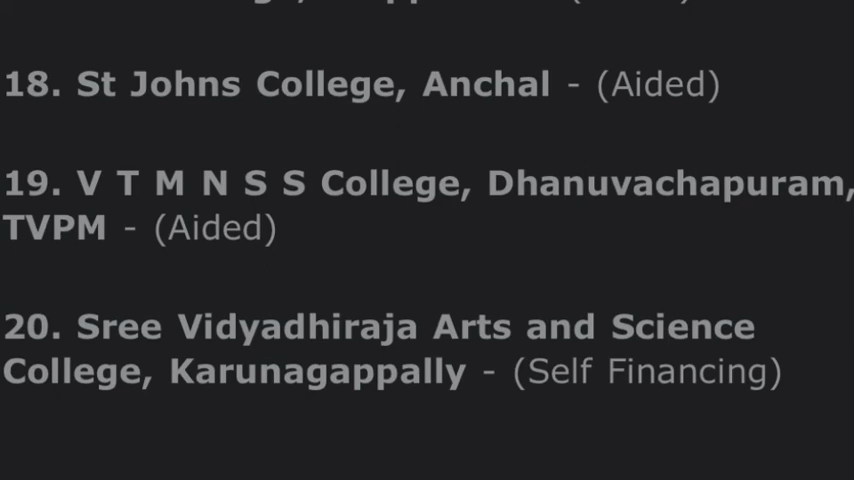 18. St Johns College, Anchal - (Aided)
19. V T M N S S College, Dhanuvachapuram,
TVPM - (Aided)
20. Sree Vidyadhiraja Arts and Science
College, Karunagappally - (Self Financing)